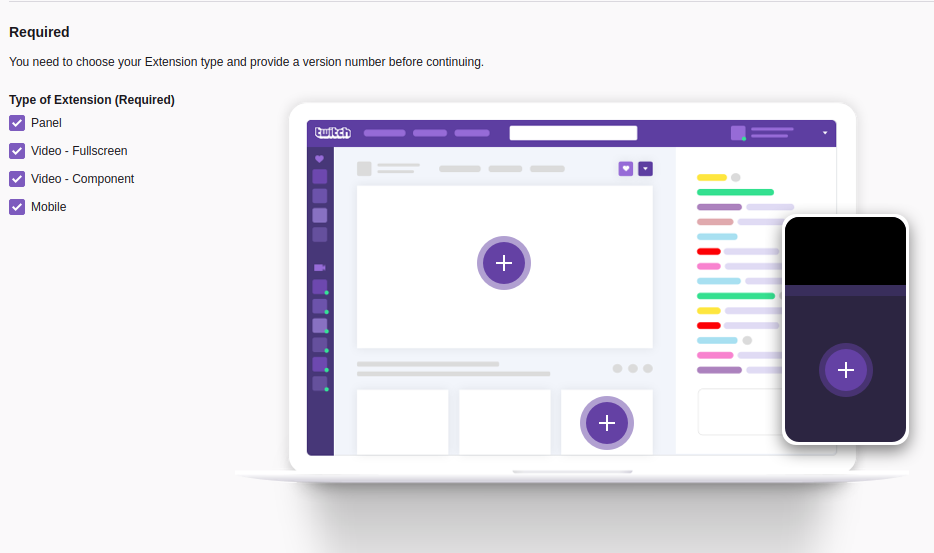 Required
You need to choose your Extension type and provide a version number before continuing.
Type of Extension (Required)
Panel
Video - Fullscreen
Video - Component
Mobile
twitch